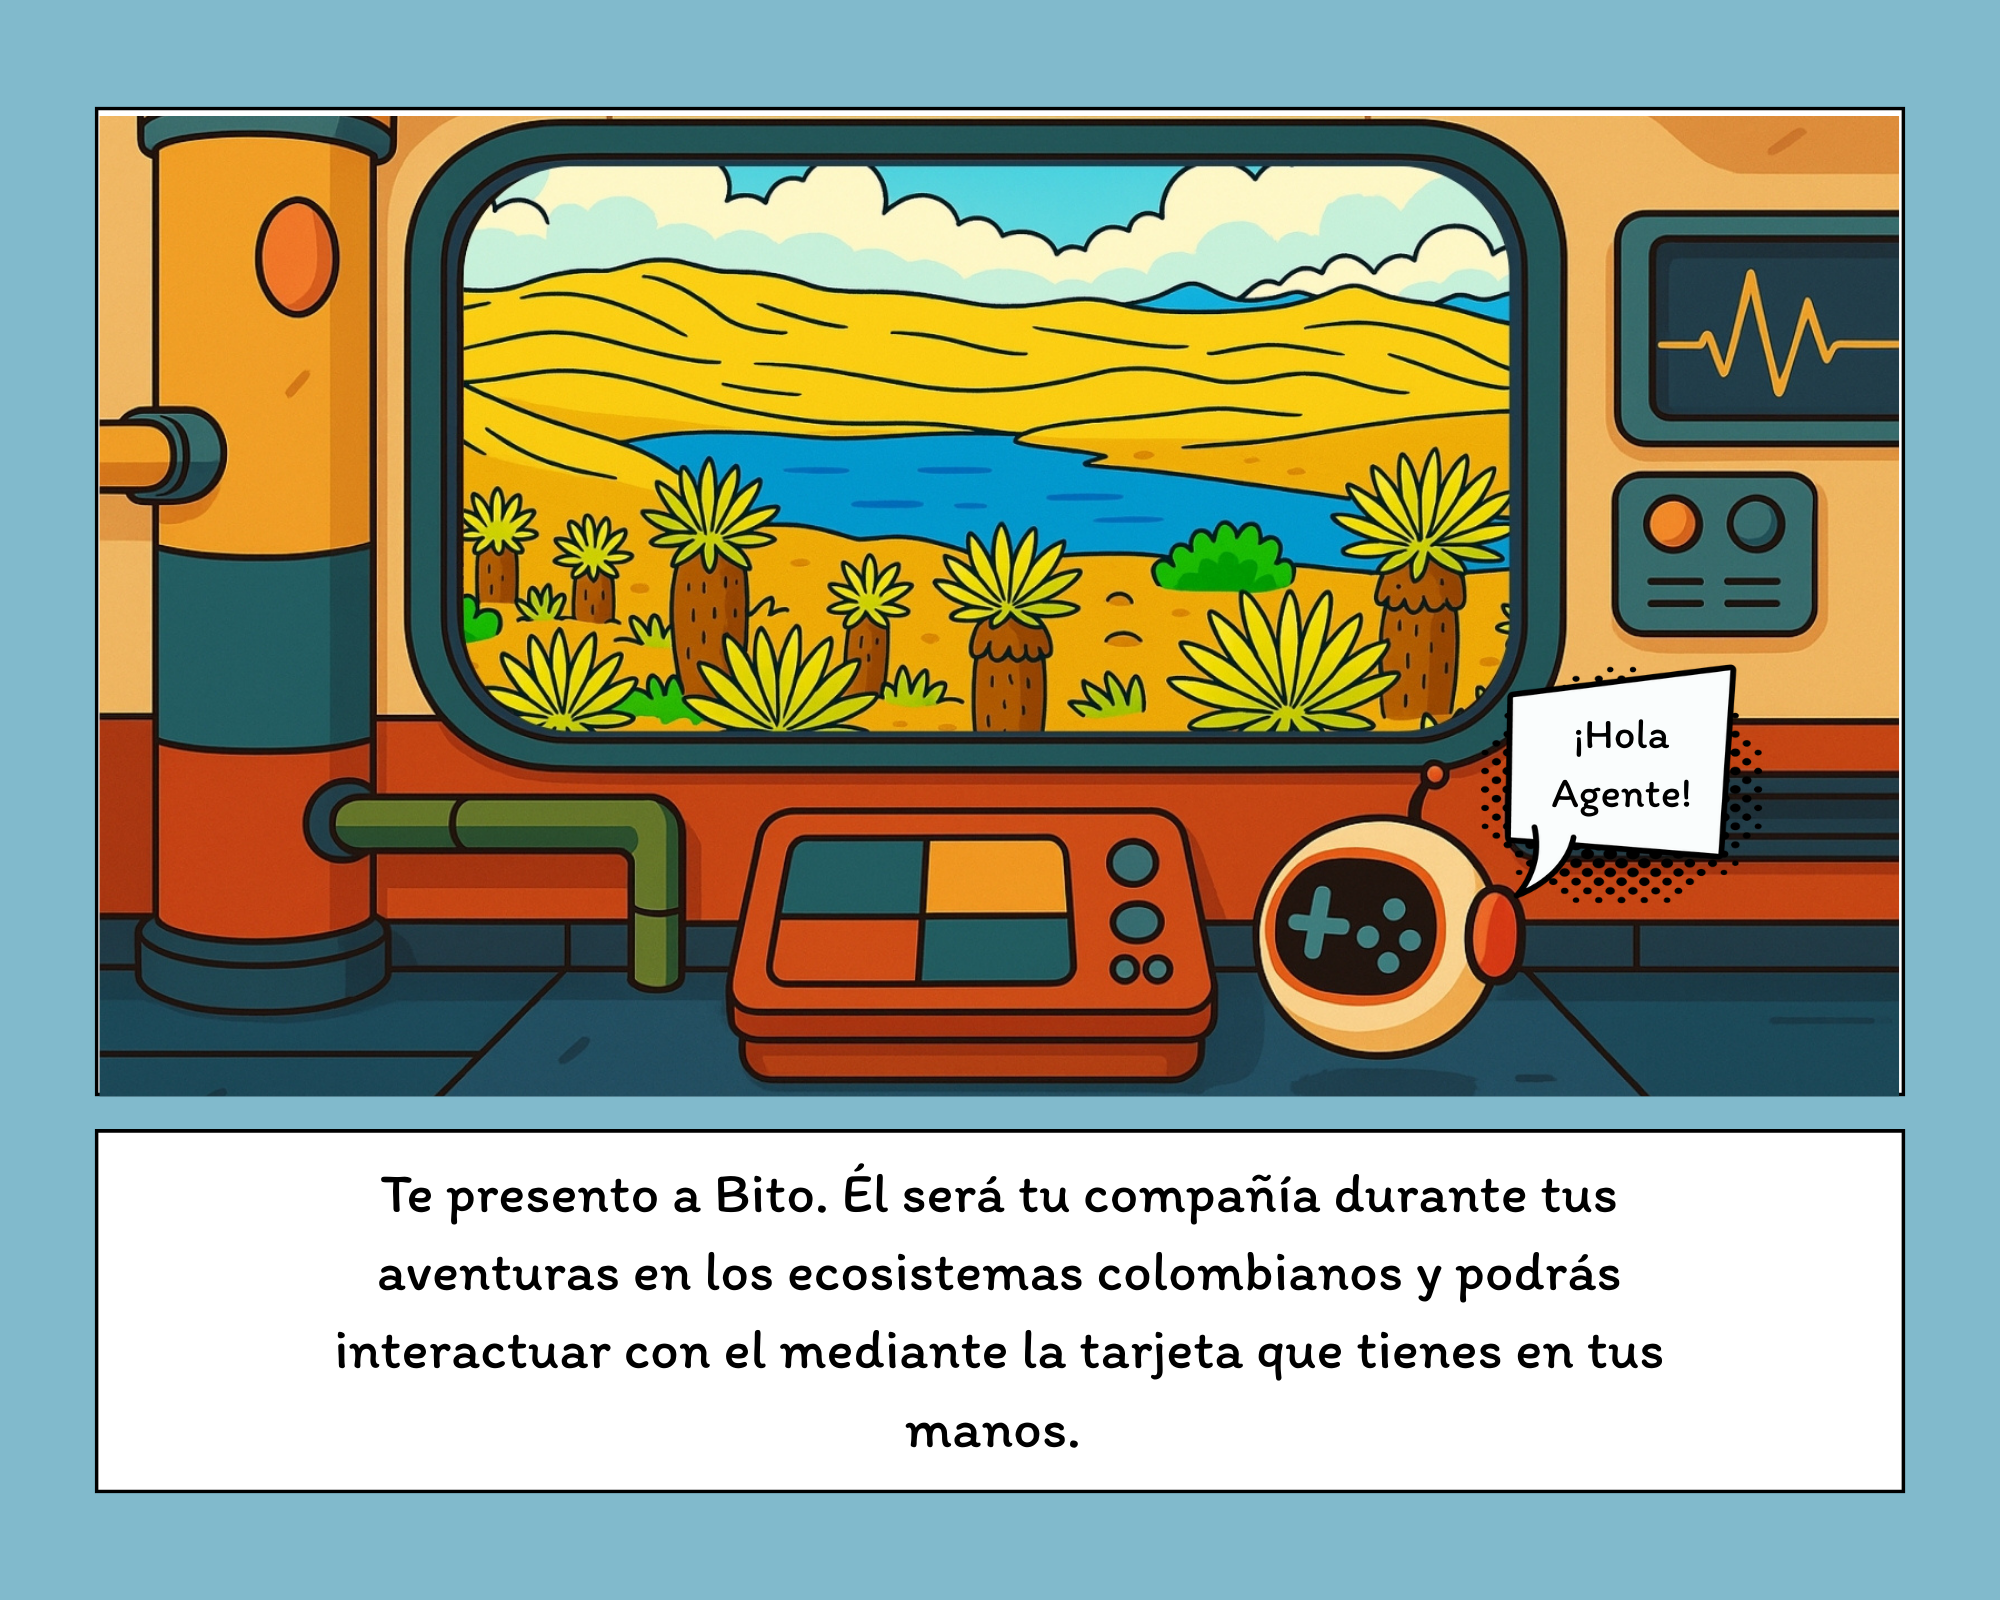 ¡Hola
Agente!
Te presento a Bito. Él será tu compañía durante tus
aventuras en los ecosistemas colombianos y podrás
interactuar con el mediante la tarjeta que tienes en tus
manos.